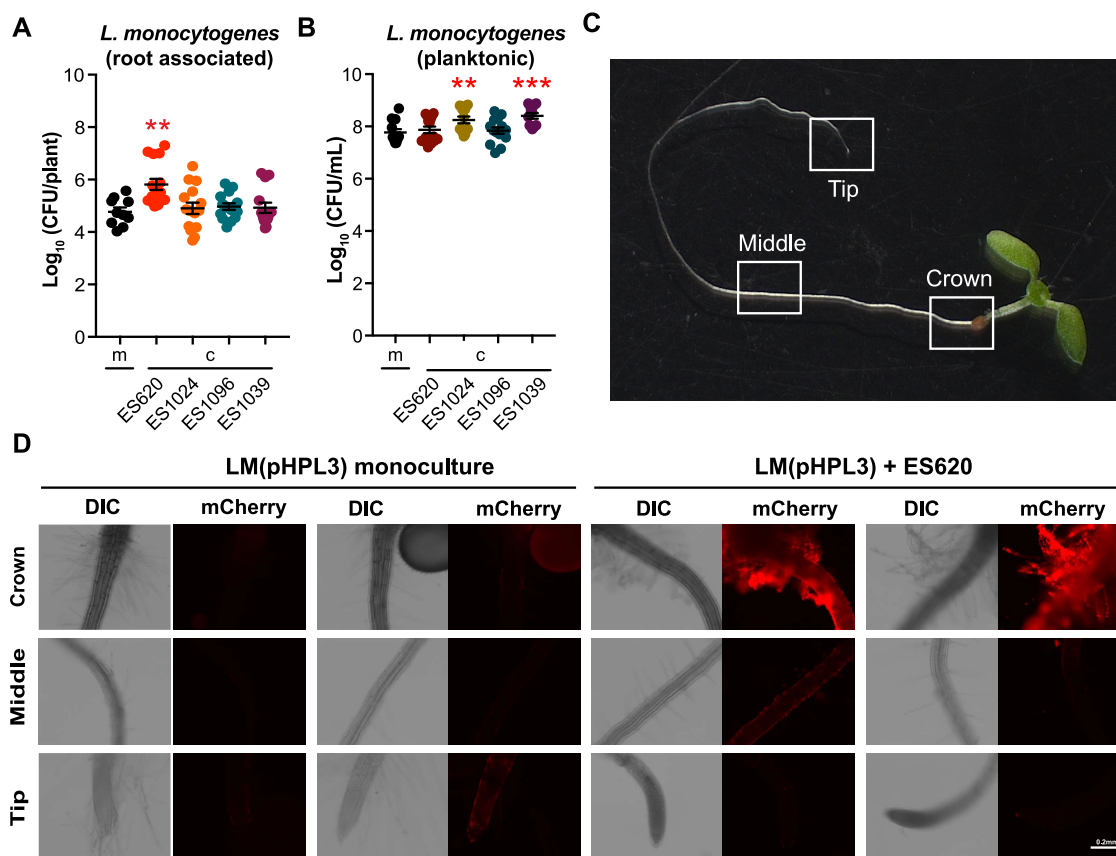 A
L. monocytogenes
(root associated)
Log10 (CFU/plant)
10
8
6
4
2
0
m
c
ES620
ES1024
ES1096
ES1039
**
B
L. monocytogenes
(planktonic)
Log10 (CFU/mL)
10
8
6
4
2
0
m
c
ES620
ES1024
ES1096
ES1039
**
***
C
Tip
Middle
Crown
D
LM(pHPL3) monoculture
LM(pHPL3) + ES620
DIC
mCherry
DIC
mCherry
DIC
mCherry
DIC
mCherry
Crown
Middle
Tip
0.2mm